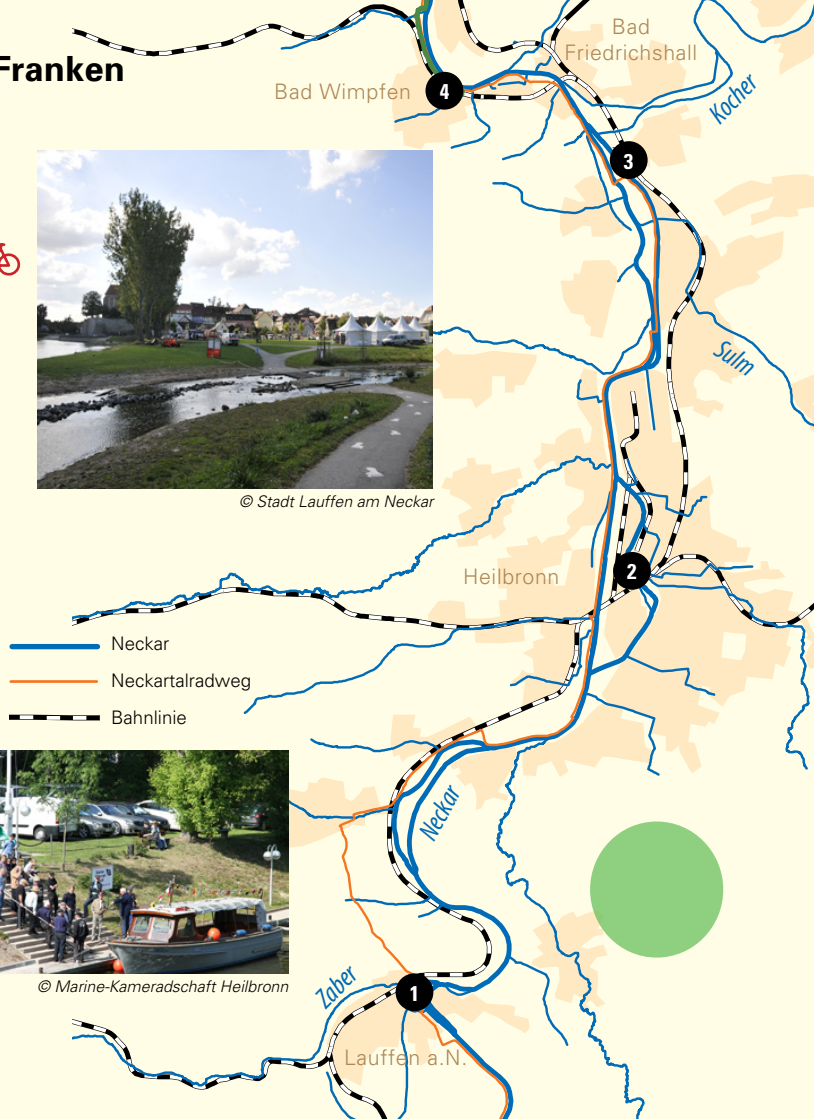 Franken
Bad
Friedrichshall
Bad Wimpfen
4
Kocher
3
Sulm
© Stadt Lauffen am Neckar
Heilbronn
2
Neckar
Neckartalradweg
Bahnlinie
Neckar
© Marine-Kameradschaft Heilbronn
Zaber
1
Lauffen a.N.